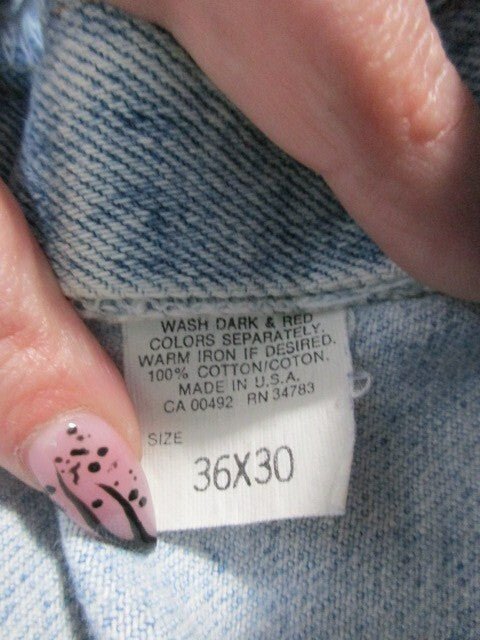 WASH DARK & RED
COLORS SEPARATELY.
WARM IRON IF DESIRED.
100% COTTON/COTON.
MADE IN U.S.A.
CA 00492 RN 34783
SIZE
36X30